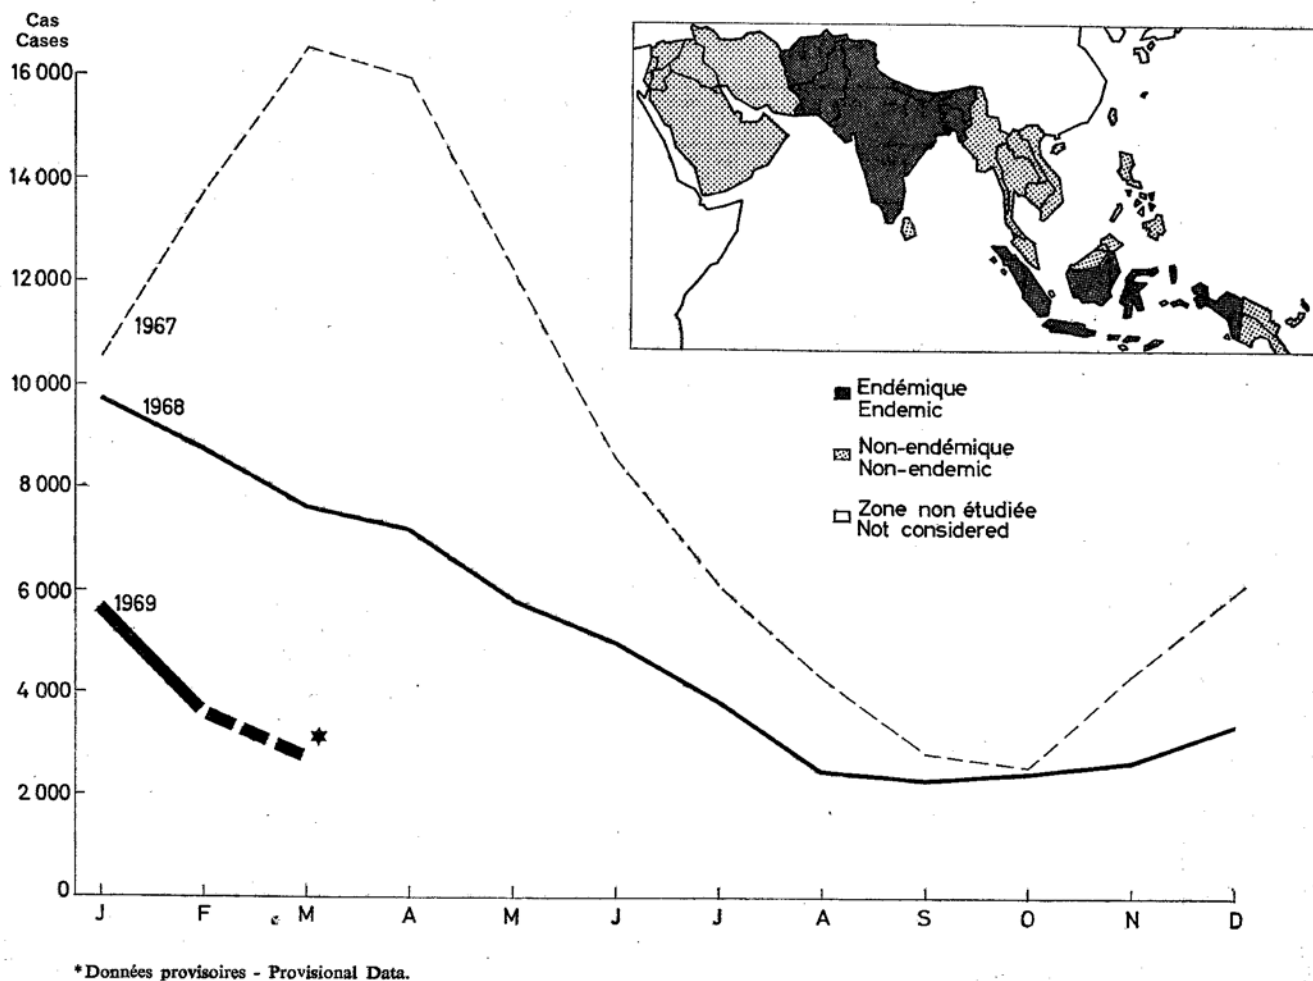 Cas
Cases
16 000
14 000
12 000
10 000
8 000
6 000
4 000
2 000
0
1967
1968
1969
*
J F M A M J J A S O N D
Endémique
Endemic
Non-endémique
Non-endemic
Zone non étudiée
Not considered
*Données provisoires - Provisional Data.